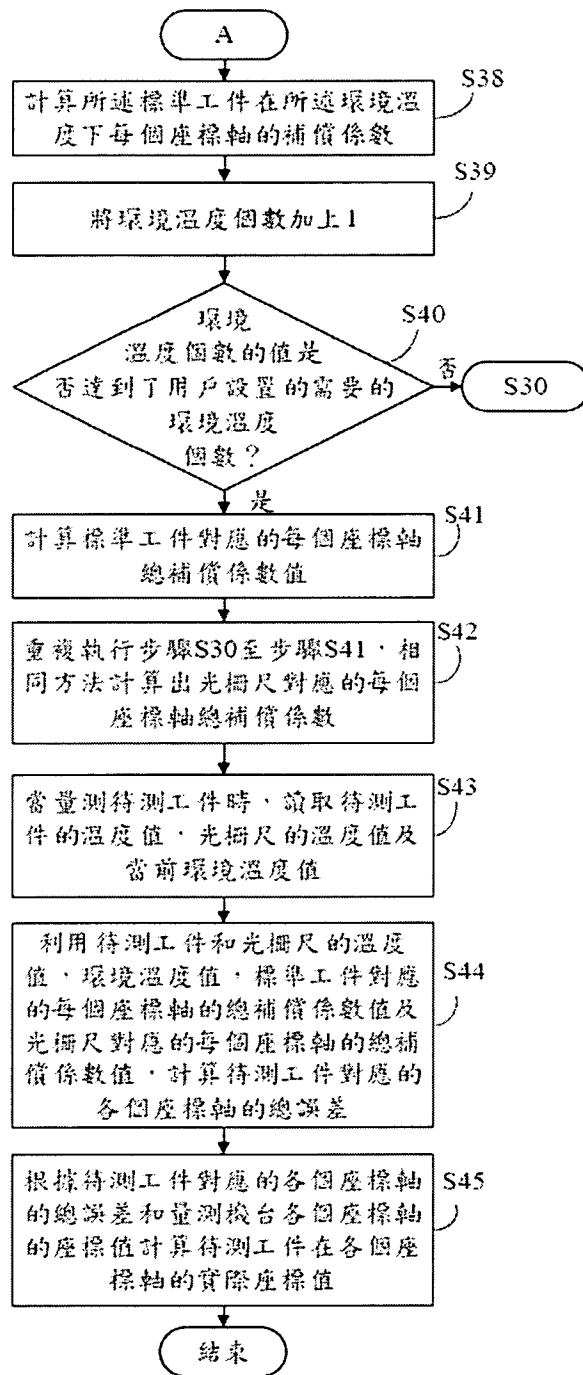 A
S38
計算所述標準工件在所述環境溫
度下每個座標軸的補償係數
S39
將環境溫度個數加上1
S40
環境
溫度個數的值是
否達到了用戶設置的需要的
環境溫度
個數？
否
S30
是
S41
計算標準工件對應的每個座標軸
總補償係數值
S42
重複執行步驟S30至步驟S41，相
同方法計算出光柵尺對應的每個
座標軸總補償係數
S43
當量測待測工件時，讀取待測工
件的溫度值，光柵尺的溫度值及
當前環境溫度值
S44
利用待測工件和光柵尺的溫度
值，環境溫度值，標準工件對應
的每個座標軸的總補償係數值及
光柵尺對應的每個座標軸的總補
償係數值，計算待測工件對應的
各個座標軸的總誤差
S45
根據待測工件對應的各個座標軸
的總誤差和量測機台各個座標軸
的座標值計算待測工件在各個座
標軸的實際座標值
結束